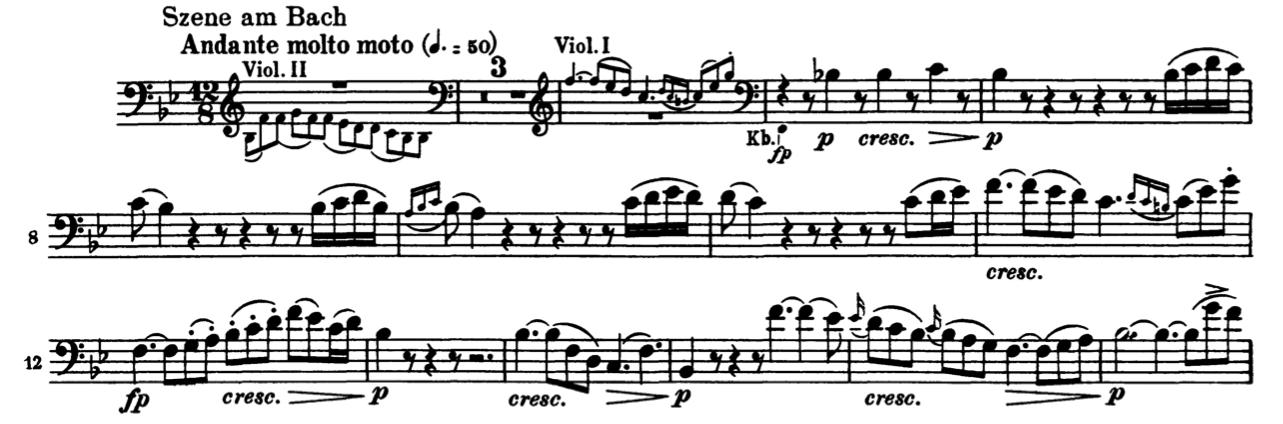 Szene am Bach
Andante molto moto (♩. = 50)
Viol. II
3
Viol. I
12
8
Kb.
fp p cresc. p
8
cresc.
12
fp cresc. p cresc. p cresc. p